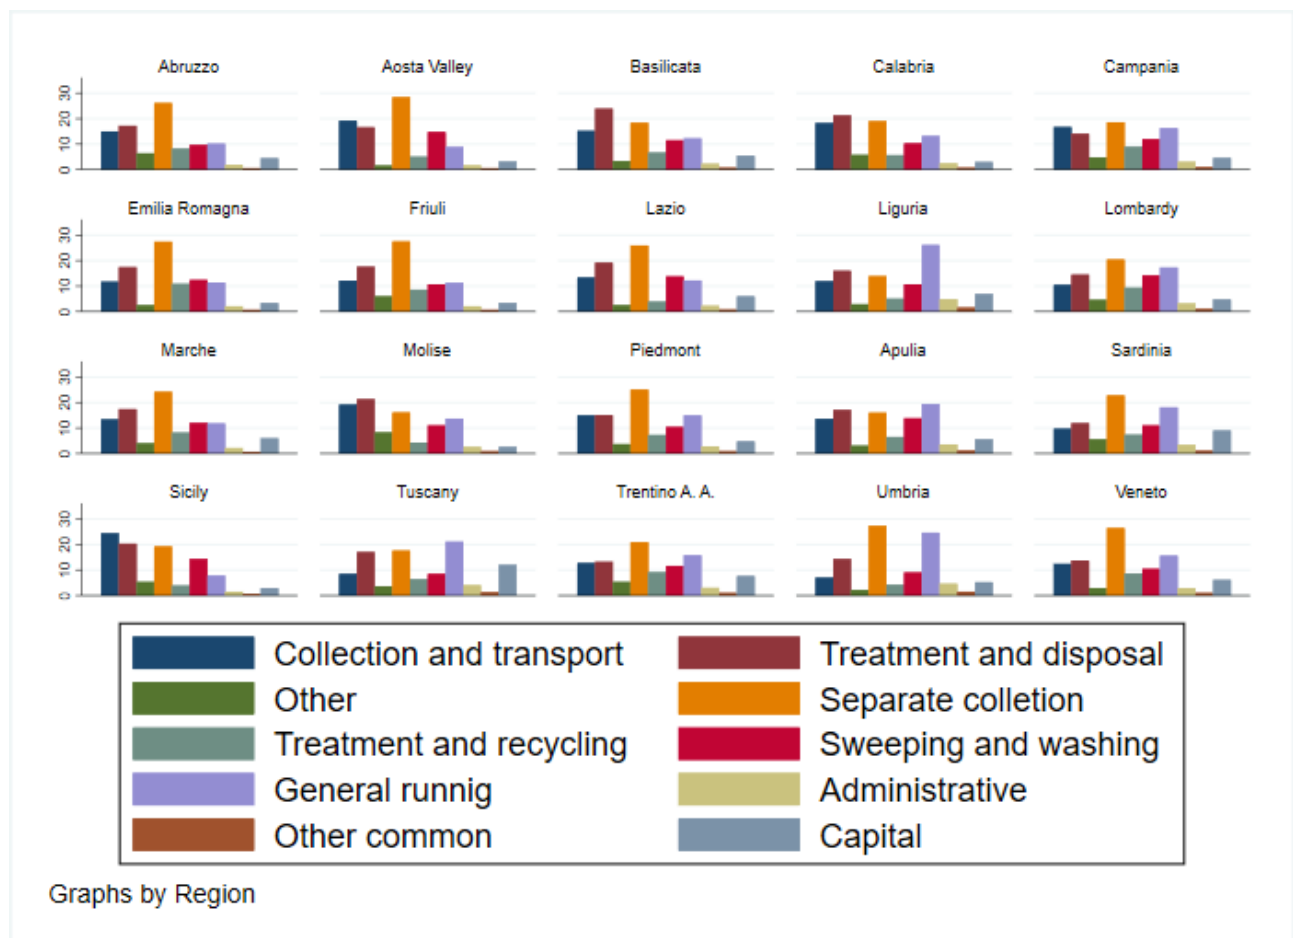 Abruzzo Aosta Valley Basilicata Calabria Campania
0 10 20 30
Emilia Romagna Friuli Lazio Liguria Lombardy
0 10 20 30
Marche Molise Piedmont Apulia Sardinia
0 10 20 30
Sicily Tuscany Trentino A. A. Umbria Veneto
0 10 20 30
Collection and transport Treatment and disposal
Other Separate colletion
Treatment and recycling Sweeping and washing
General runnig Administrative
Other common Capital
Graphs by Region